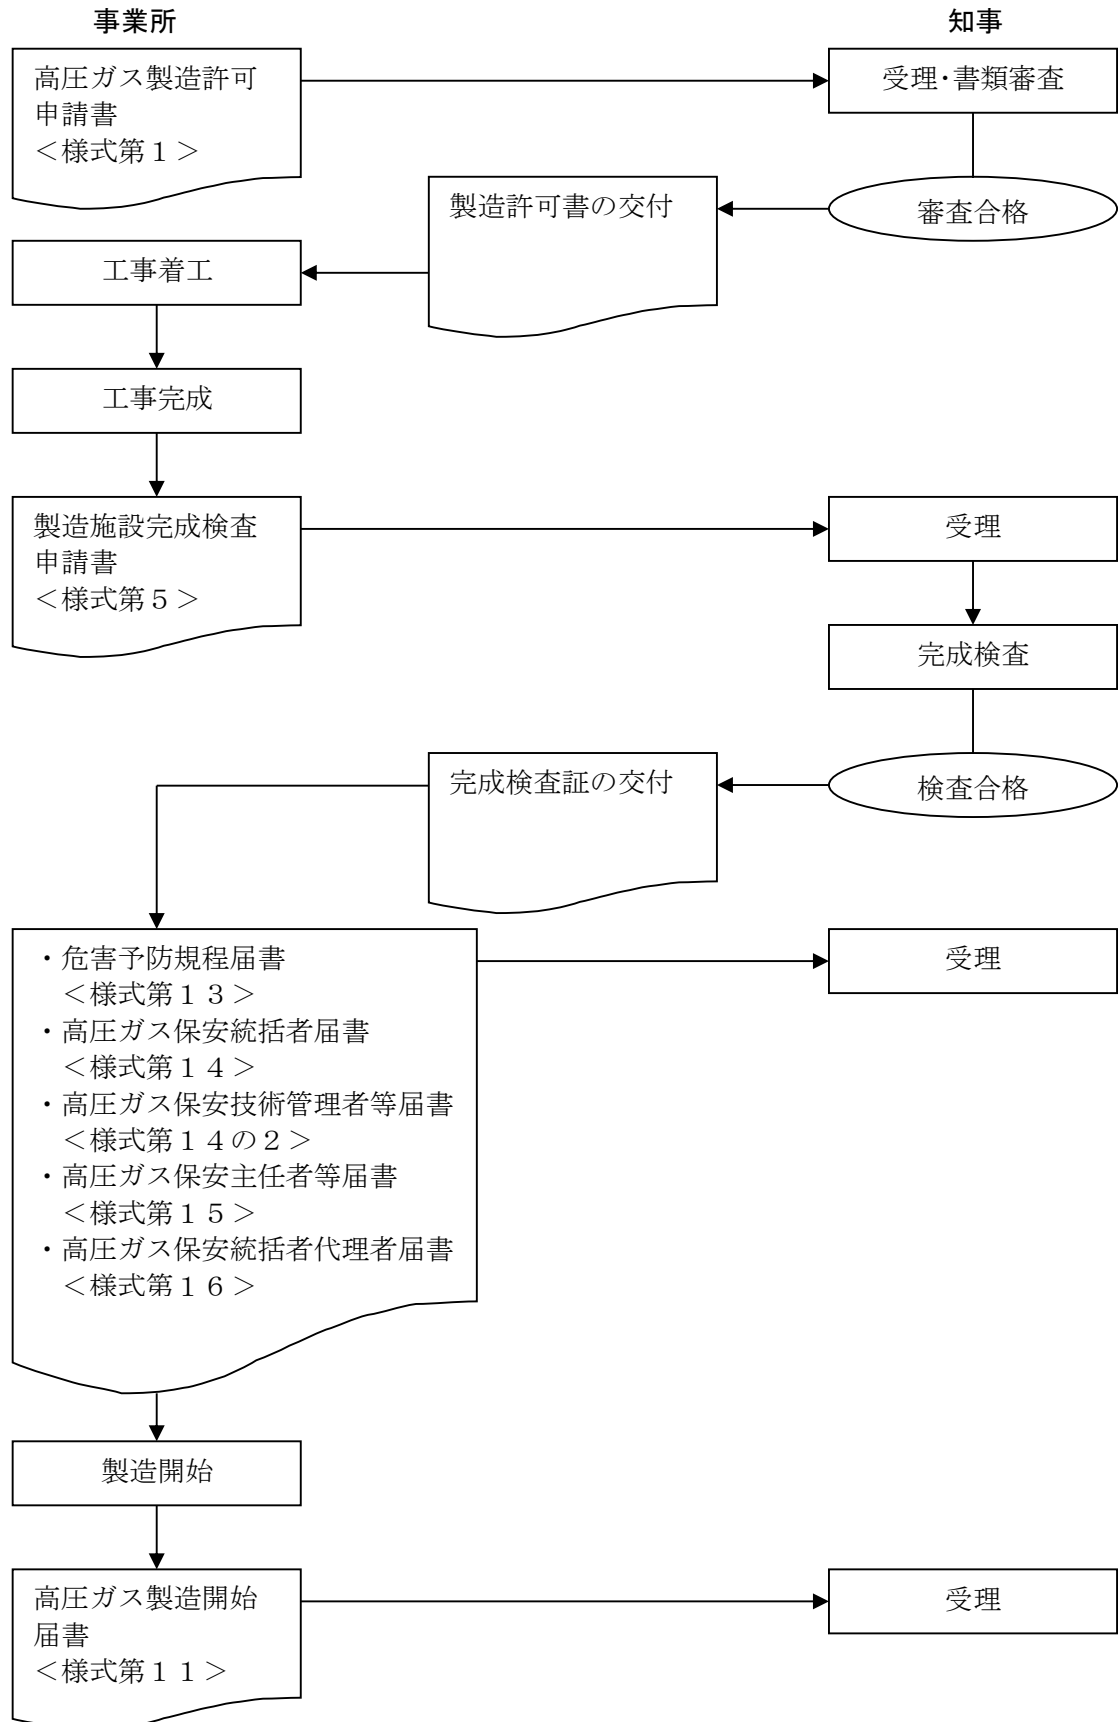 事業所
知事
高圧ガス製造許可
申請書
＜様式第１＞
受理･書類審査
審査合格
製造許可書の交付
工事着工
工事完成
製造施設完成検査
申請書
＜様式第５＞
受理
完成検査
検査合格
完成検査証の交付
・危害予防規程届書
＜様式第１３＞
・高圧ガス保安統括者届書
＜様式第１４＞
・高圧ガス保安技術管理者等届書
＜様式第１４の２＞
・高圧ガス保安主任者等届書
＜様式第１５＞
・高圧ガス保安統括者代理者届書
＜様式第１６＞
受理
製造開始
高圧ガス製造開始
届書
＜様式第１１＞
受理